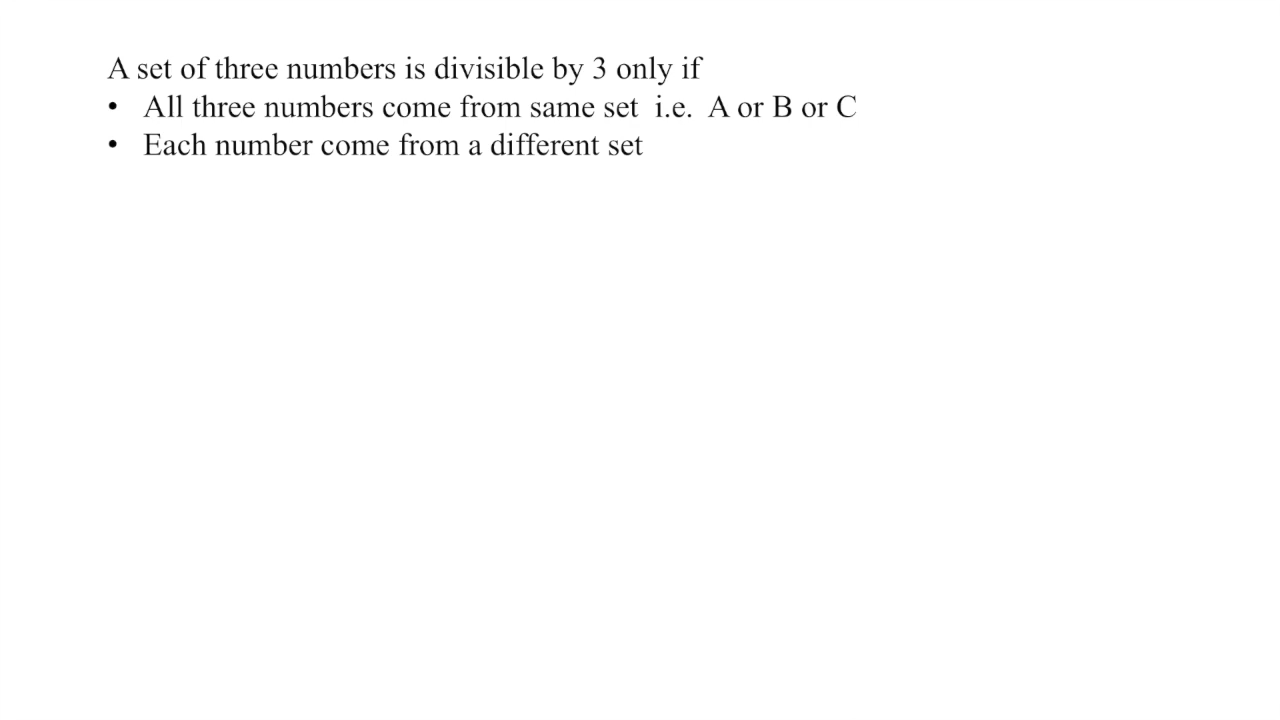 A set of three numbers is divisible by 3 only if
• All three numbers come from same set i.e. A or B or C
• Each number come from a different set